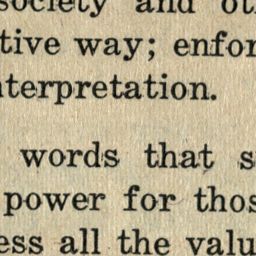 society and ot
tive way; enfor
nterpretation.
words that s
power for thos
ess all the valu